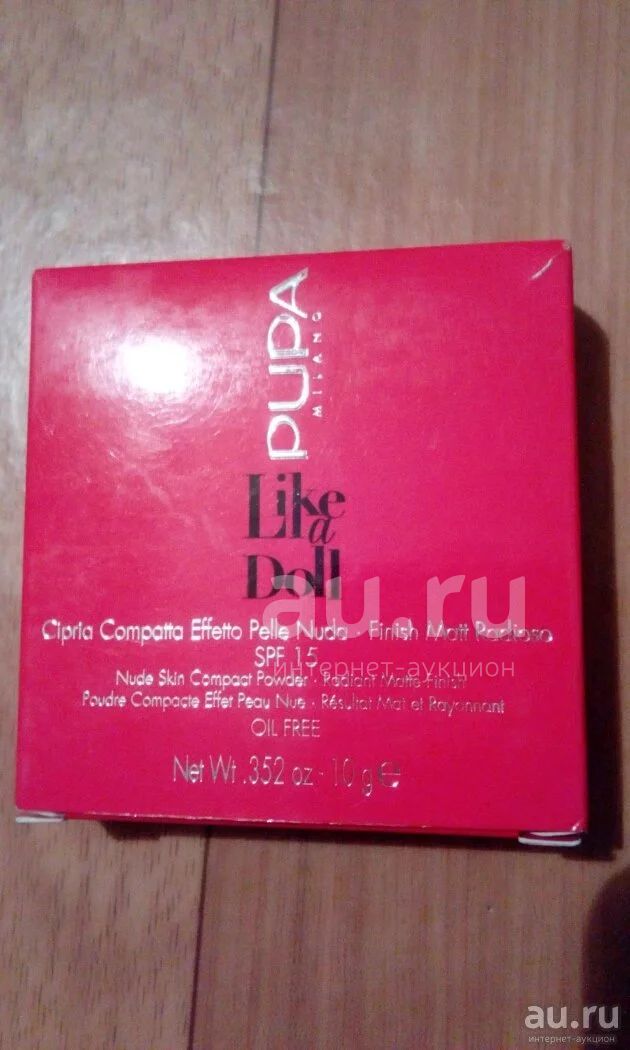 PUPA
MILANO
Like
a
Doll
au.ru
интернет-аукцион
Cipria Compatta Effetto Pelle Nuda · Finish Matt Radioso
SPF 15
Nude Skin Compact Powder · Radiant Matte Finish
Poudre Compacte Effet Peau Nue · Résultat Mat et Rayonnant
OIL FREE
Net Wt .352 oz · 10 g ℮
au.ru
интернет-аукцион